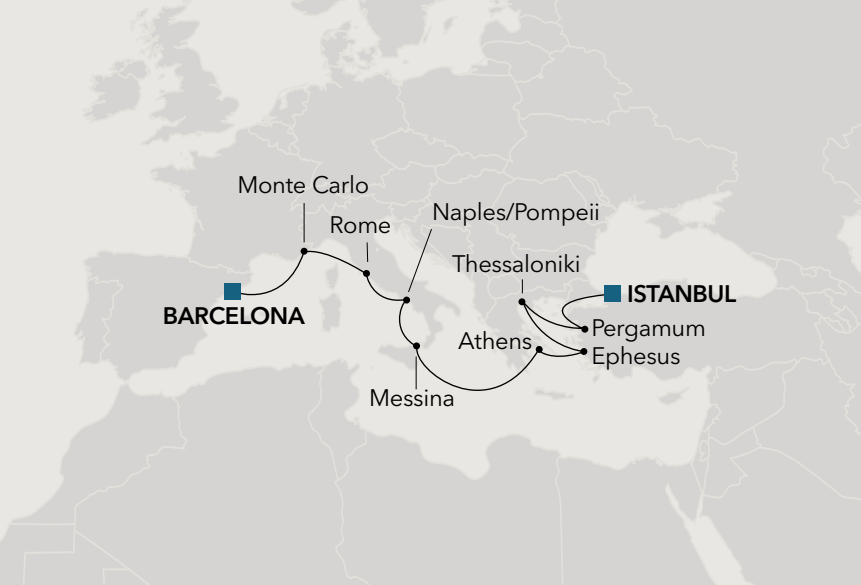 Monte Carlo
Rome
Naples/Pompeii
Thessaloniki
BARCELONA
ISTANBUL
Pergamum
Athens
Ephesus
Messina